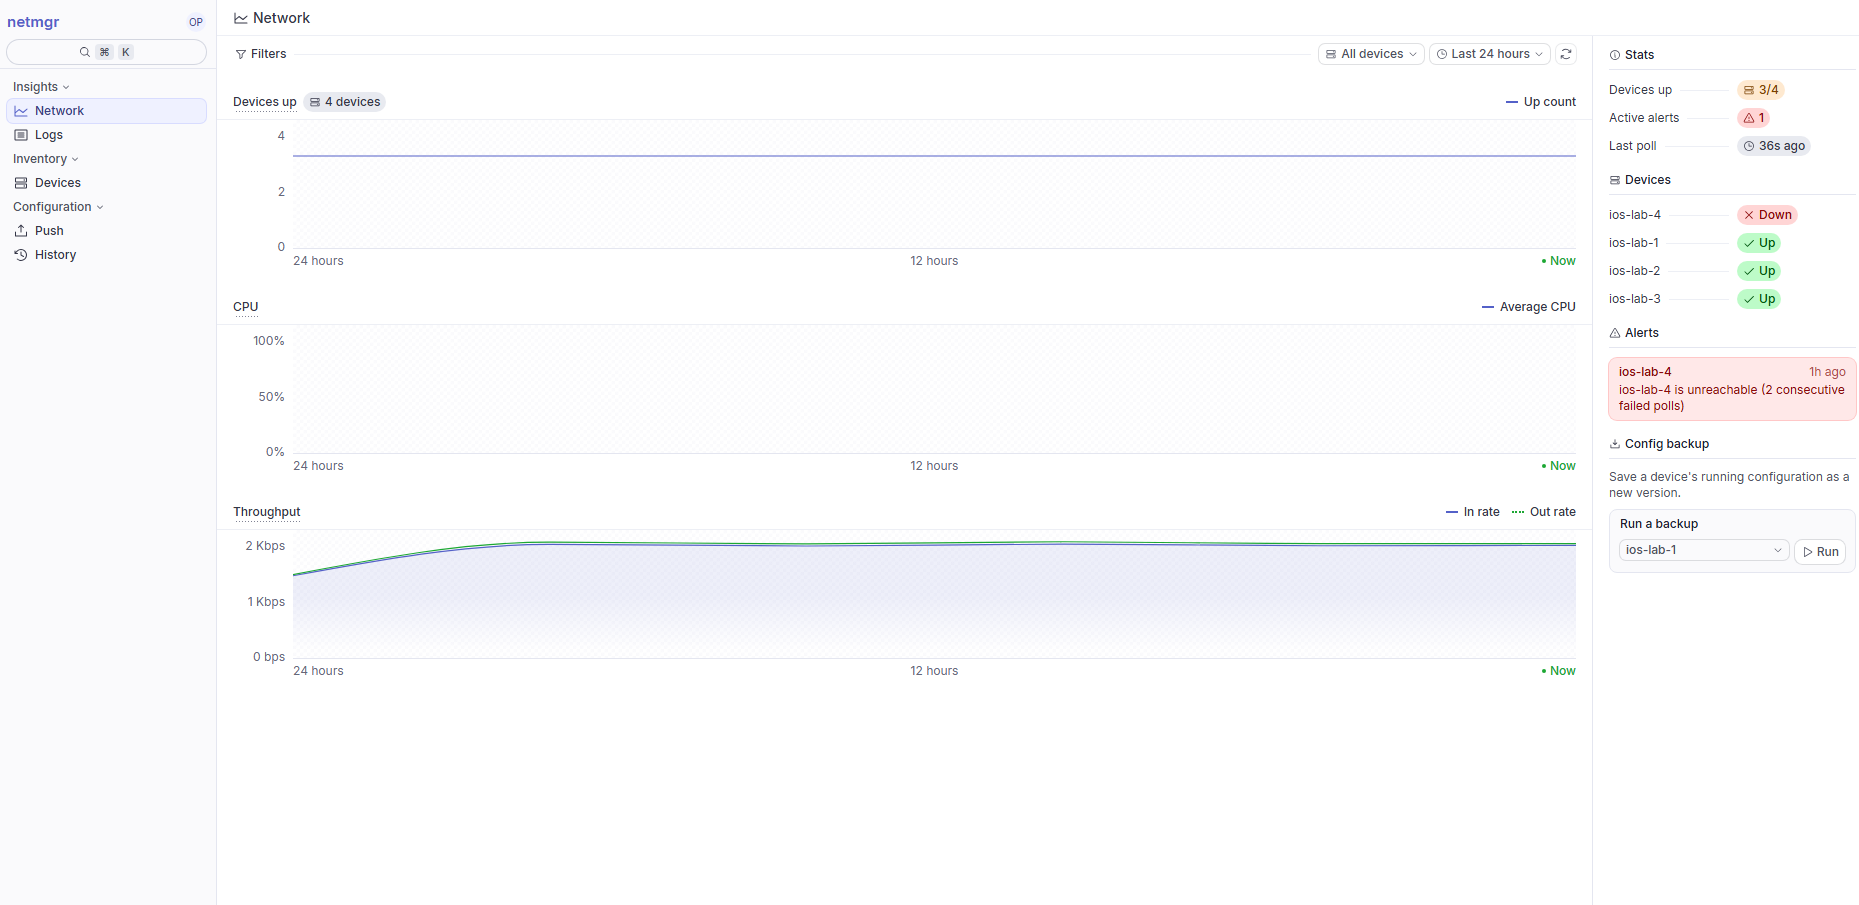 netmgr
OP
⌘ K
Insights
Network
Logs
Inventory
Devices
Configuration
Push
History
Network
Filters
All devices
Last 24 hours
Devices up
4 devices
Up count
4
2
0
24 hours
12 hours
Now
CPU
Average CPU
100%
50%
0%
24 hours
12 hours
Now
Throughput
In rate
Out rate
2 Kbps
1 Kbps
0 bps
24 hours
12 hours
Now
Stats
Devices up 3/4
Active alerts 1
Last poll 36s ago
Devices
ios-lab-4 Down
ios-lab-1 Up
ios-lab-2 Up
ios-lab-3 Up
Alerts
ios-lab-4 1h ago
ios-lab-4 is unreachable (2 consecutive
failed polls)
Config backup
Save a device's running configuration as a
new version.
Run a backup
ios-lab-1
Run